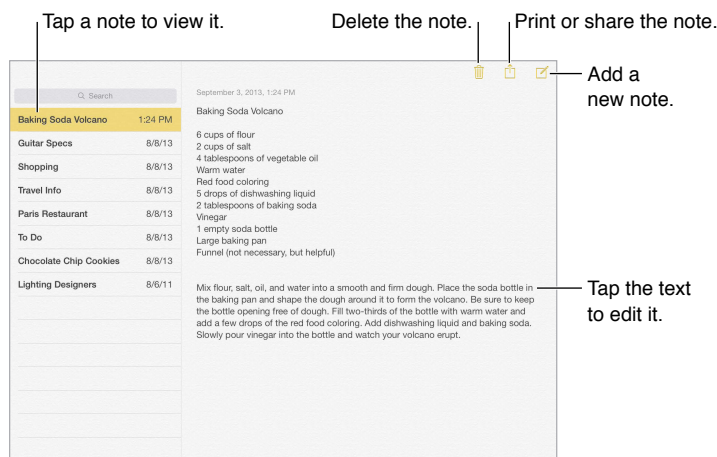 Tap a note to view it.
Delete the note.
Print or share the note.
Add a
new note.
Search
Baking Soda Volcano 1:24 PM
Guitar Specs 8/8/13
Shopping 8/8/13
Travel Info 8/8/13
Paris Restaurant 8/8/13
To Do 8/8/13
Chocolate Chip Cookies 8/8/13
Lighting Designers 8/6/11
September 3, 2013, 1:24 PM
Baking Soda Volcano
6 cups of flour
2 cups of salt
4 tablespoons of vegetable oil
Warm water
Red food coloring
5 drops of dishwashing liquid
2 tablespoons of baking soda
Vinegar
1 empty soda bottle
Large baking pan
Funnel (not necessary, but helpful)
Mix flour, salt, oil, and water into a smooth and firm dough. Place the soda bottle in
the baking pan and shape the dough around it to form the volcano. Be sure to keep
the bottle opening free of dough. Fill two-thirds of the bottle with warm water and
add a few drops of the red food coloring. Add dishwashing liquid and baking soda.
Slowly pour vinegar into the bottle and watch your volcano erupt.
Tap the text
to edit it.